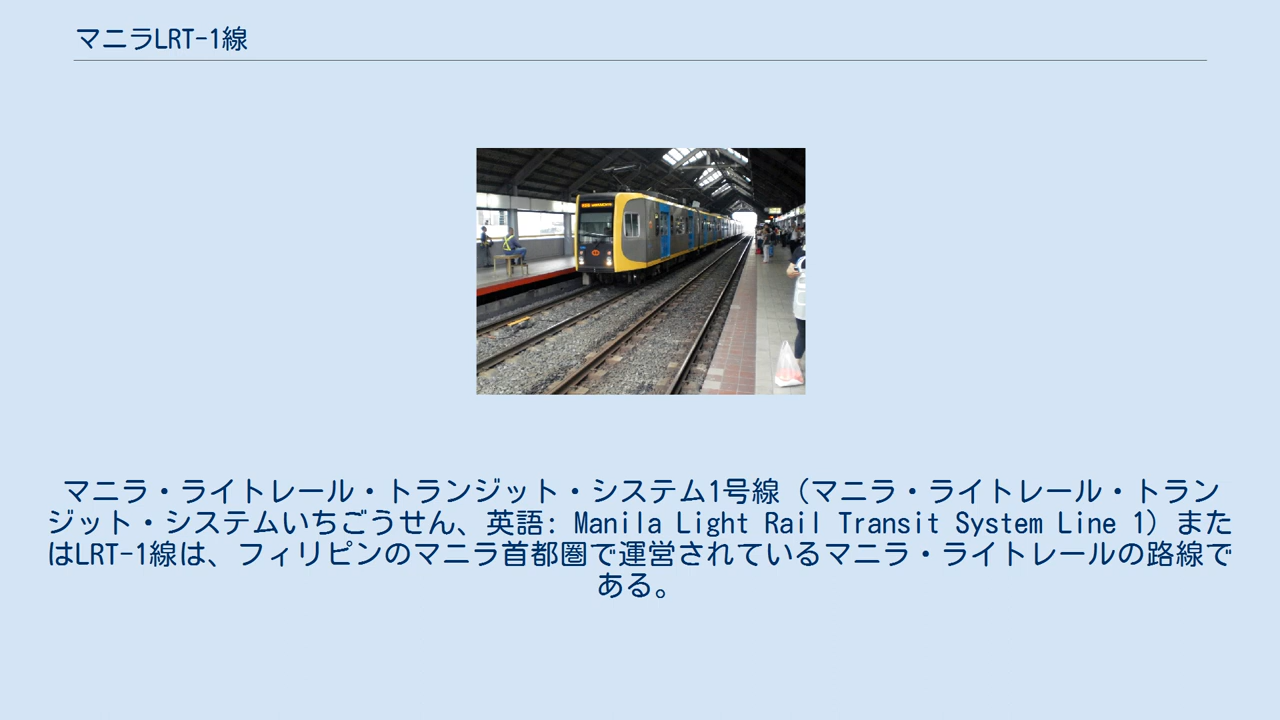 マニラLRT-1線
マニラ・ライトレール・トランジット・システム1号線（マニラ・ライトレール・トラン
ジット・システムいちごうせん、英語: Manila Light Rail Transit System Line 1）また
はLRT-1線は、フィリピンのマニラ首都圏で運営されているマニラ・ライトレールの路線で
ある。